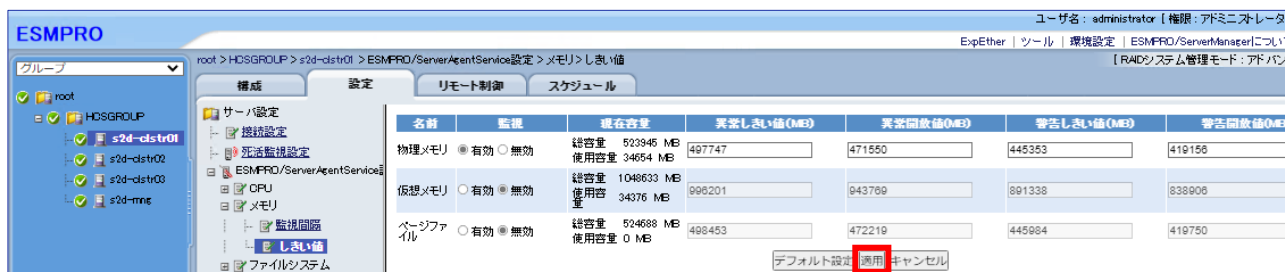 ユーザ名： administrator [ 権限：アドミニストレータ
ESMPRO
ExpEther | ツール | 環境設定 | ESMPRO/ServerManagerについ
グループ
root > HCSGROUP > s2d-clstr01 > ESMPRO/ServerAgentService設定 > メモリ > しきい値
[ RAIDシステム管理モード：アドバン
構成 設定 リモート制御 スケジュール
root
HCSGROUP
s2d-clstr01
s2d-clstr02
s2d-clstr03
s2d-mng
サーバ設定
接続設定
死活監視設定
ESMPRO/ServerAgentService
CPU
メモリ
監視間隔
しきい値
ファイルシステム
名前 監視 現在容量 異常しきい値(MB) 異常開放値(MB) 警告しきい値(MB) 警告開放値(MB
物理メモリ 有効 無効 総容量 523945 MB 使用容量 34654 MB 497747 471550 445353 419156
仮想メモリ 有効 無効 総容量 1048633 MB 使用容量 34376 MB 996201 943769 891338 838906
ページファイル 有効 無効 総容量 524688 MB 使用容量 0 MB 498453 472219 445984 419750
デフォルト設定 適用 キャンセル